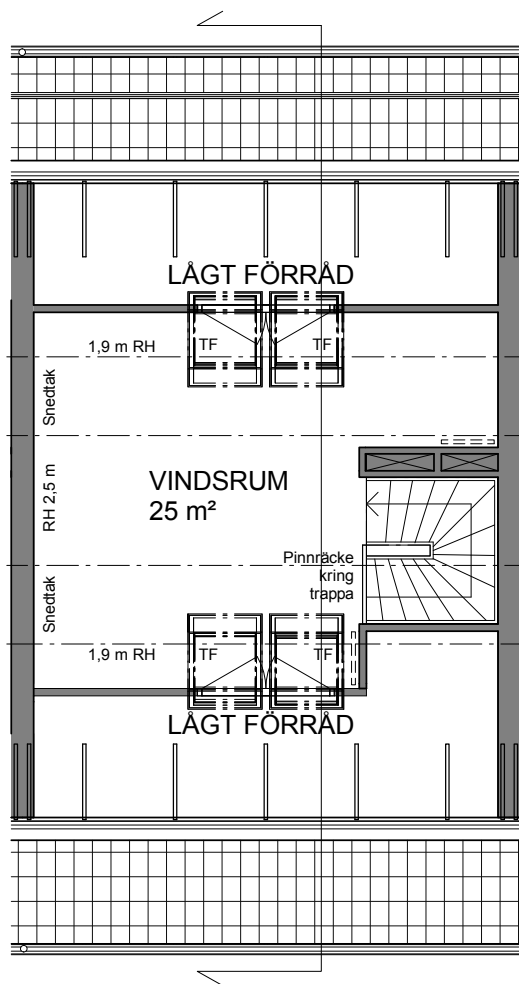 LÅGT FÖRRÅD
1,9 m RH
TF
TF
Snedtak
VINDSRUM
25 m²
RH 2,5 m
Pinnräcke
kring
trappa
Snedtak
1,9 m RH
TF
TF
LÅGT FÖRRÅD